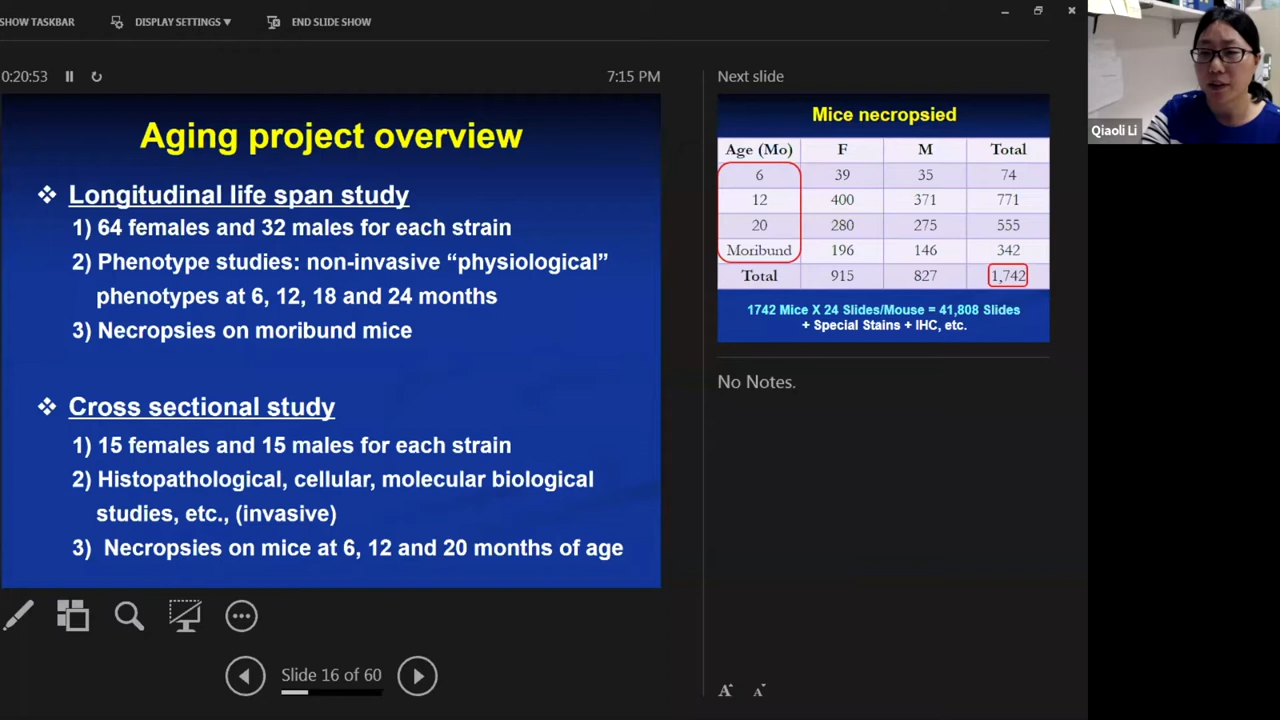 SHOW TASKBAR
DISPLAY SETTINGS ▼
END SLIDE SHOW
0:20:53
7:15 PM
Aging project overview
❖ Longitudinal life span study
1) 64 females and 32 males for each strain
2) Phenotype studies: non-invasive “physiological”
phenotypes at 6, 12, 18 and 24 months
3) Necropsies on moribund mice
❖ Cross sectional study
1) 15 females and 15 males for each strain
2) Histopathological, cellular, molecular biological
studies, etc., (invasive)
3) Necropsies on mice at 6, 12 and 20 months of age
Slide 16 of 60
Next slide
Mice necropsied
Age (Mo) F M Total
6 39 35 74
12 400 371 771
20 280 275 555
Moribund 196 146 342
Total 915 827 1,742
1742 Mice X 24 Slides/Mouse = 41,808 Slides
+ Special Stains + IHC, etc.
No Notes.
A A
Qiaoli Li